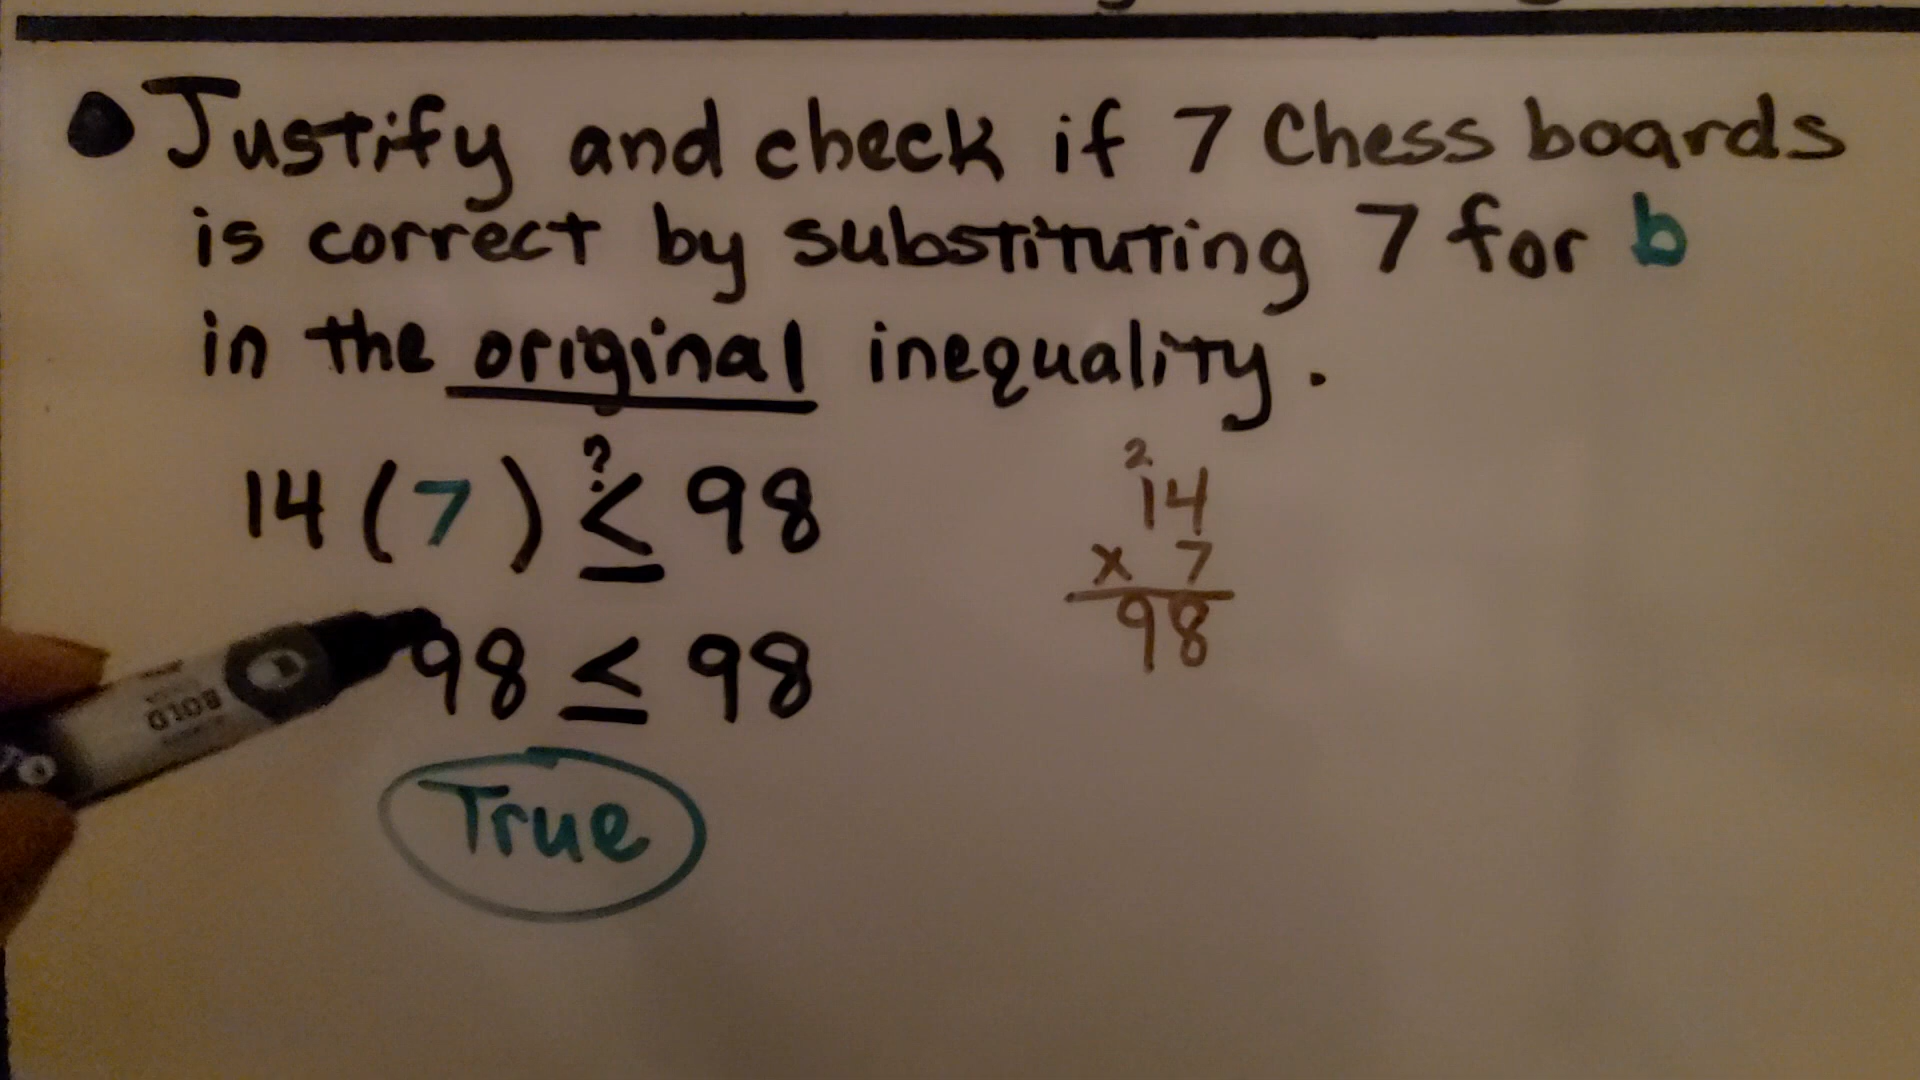 ● Justify and check if 7 Chess boards
is correct by substituting 7 for b
in the original inequality.
14 (7) ≤ 98
?
98 ≤ 98
True
2
14
x 7
98
BOLD